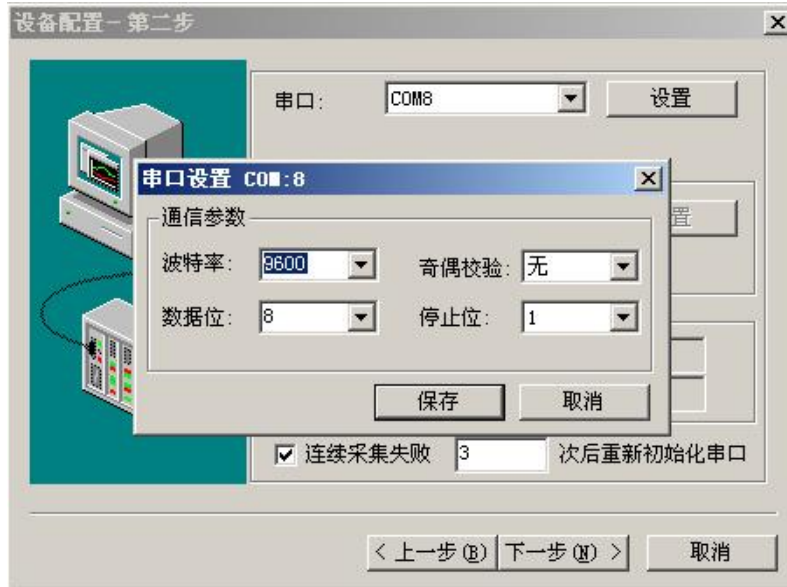 设备配置－第二步
串口: COM8 设置
串口设置 COM:8
置
通信参数
波特率: 9600 奇偶校验: 无
数据位: 8 停止位: 1
保存 取消
连续采集失败 3 次后重新初始化串口
< 上一步(B) 下一步(N) > 取消